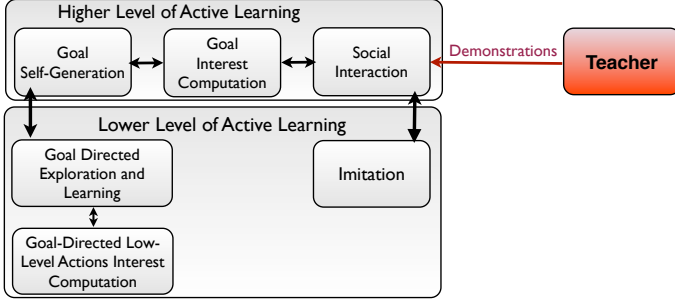 Higher Level of Active Learning
Goal
Self-Generation
Goal
Interest
Computation
Social
Interaction
Demonstrations
Teacher
Lower Level of Active Learning
Goal Directed
Exploration and
Learning
Imitation
Goal-Directed Low-
Level Actions Interest
Computation